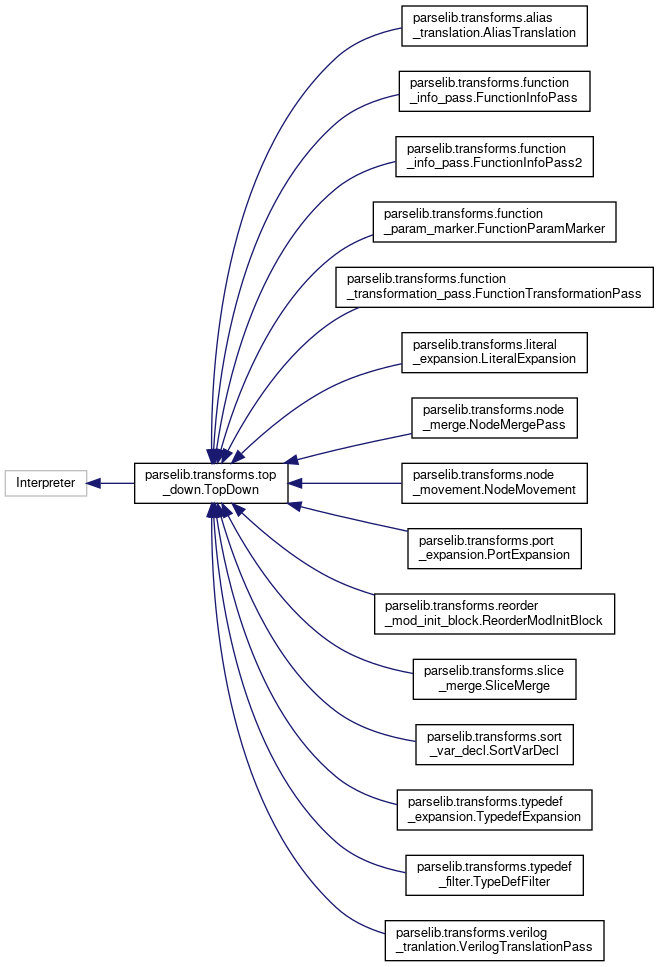 parselib.transforms.alias
_translation.AliasTranslation
parselib.transforms.function
_info_pass.FunctionInfoPass
parselib.transforms.function
_info_pass.FunctionInfoPass2
parselib.transforms.function
_param_marker.FunctionParamMarker
parselib.transforms.function
_transformation_pass.FunctionTransformationPass
parselib.transforms.literal
_expansion.LiteralExpansion
parselib.transforms.node
_merge.NodeMergePass
Interpreter
parselib.transforms.top
_down.TopDown
parselib.transforms.node
_movement.NodeMovement
parselib.transforms.port
_expansion.PortExpansion
parselib.transforms.reorder
_mod_init_block.ReorderModInitBlock
parselib.transforms.slice
_merge.SliceMerge
parselib.transforms.sort
_var_decl.SortVarDecl
parselib.transforms.typedef
_expansion.TypedefExpansion
parselib.transforms.typedef
_filter.TypeDefFilter
parselib.transforms.verilog
_tranlation.VerilogTranslationPass